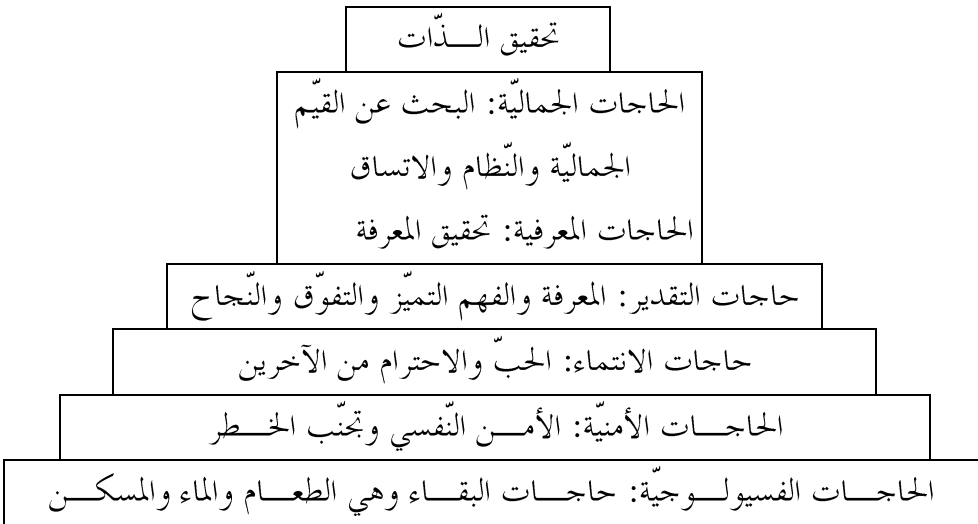 تحقيق الــذّات
الحاجات الجماليّة: البحث عن القيّم
الجماليّة والنّظام والاتساق
الحاجات المعرفية: تحقيق المعرفة
حاجات التقدير: المعرفة والفهم التميّز والتفوّق والنّجاح
حاجات الانتماء: الحبّ والاحترام من الآخرين
الحاجــات الأمنيّة: الأمــن النّفسي وتجنّب الخــطر
الحاجــات الفسيولــوجيّة: حاجــات البقــاء وهي الطعــام والماء والمسكــن